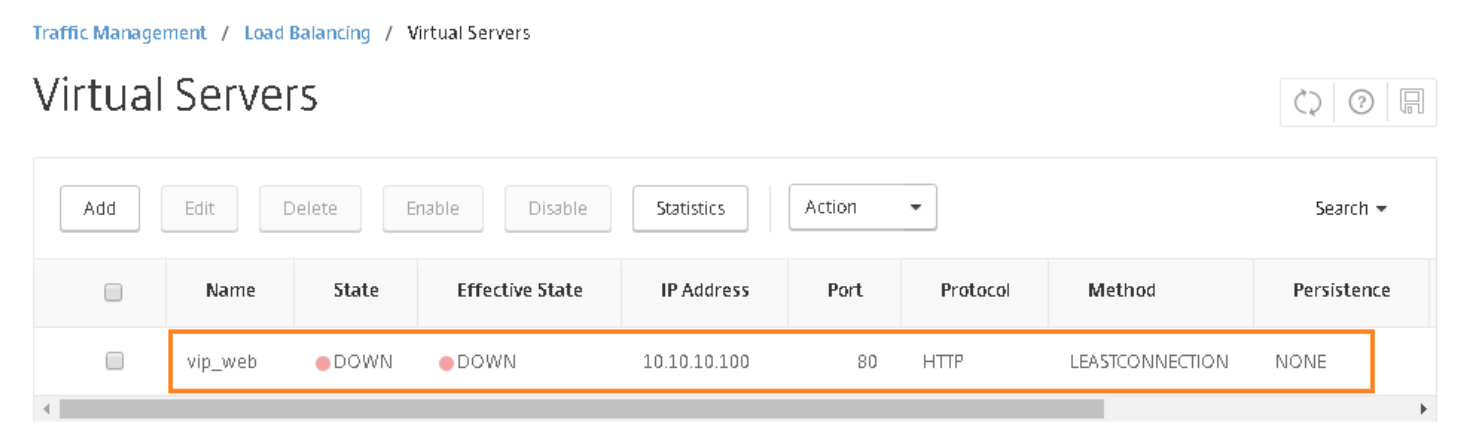 Traffic Management / Load Balancing / Virtual Servers
Virtual Servers
Add Edit Delete Enable Disable Statistics Action Search
Name State Effective State IP Address Port Protocol Method Persistence
vip_web DOWN DOWN 10.10.10.100 80 HTTP LEASTCONNECTION NONE